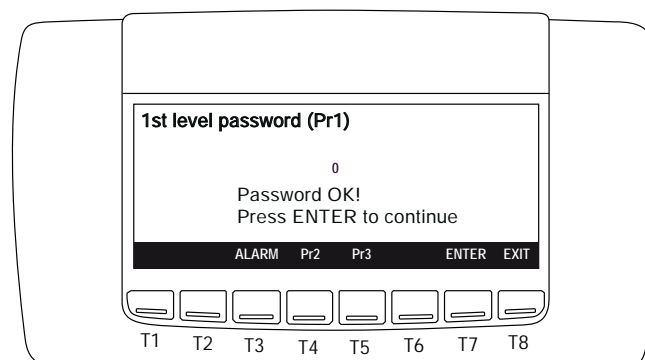 1st level password (Pr1)
0
Password OK!
Press ENTER to continue
ALARM Pr2 Pr3 ENTER EXIT
T1 T2 T3 T4 T5 T6 T7 T8